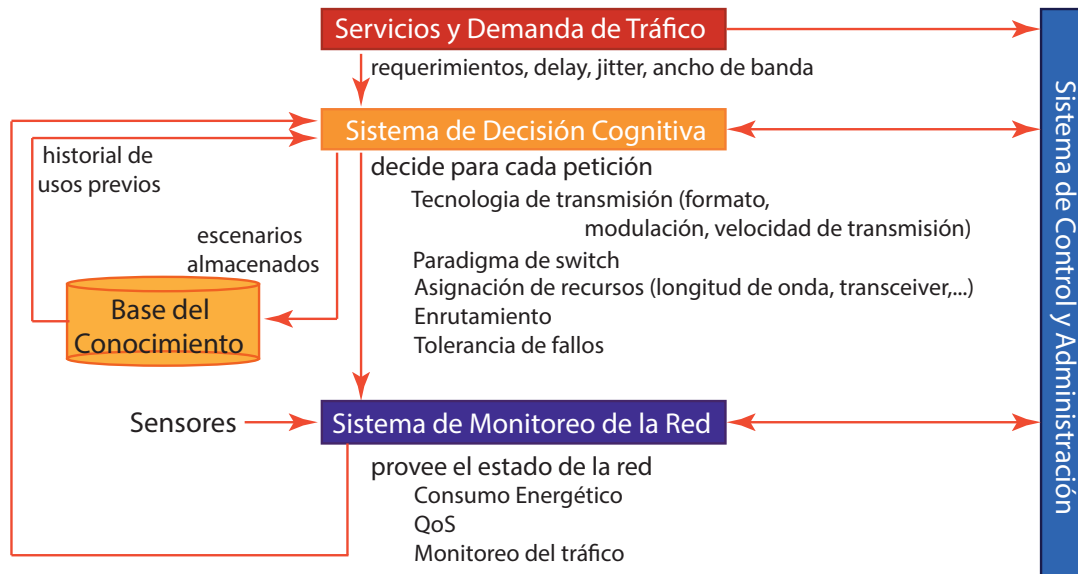 Servicios y Demanda de Tráfico
requerimientos, delay, jitter, ancho de banda
Sistema de Decisión Cognitiva
decide para cada petición
Tecnologia de transmisión (formato,
modulación, velocidad de transmisión)
Paradigma de switch
Asignación de recursos (longitud de onda, transceiver,...)
Enrutamiento
Tolerancia de fallos
historial de
usos previos
escenarios
almacenados
Base del
Conocimiento
Sensores
Sistema de Monitoreo de la Red
provee el estado de la red
Consumo Energético
QoS
Monitoreo del tráfico
Sistema de Control y Administración